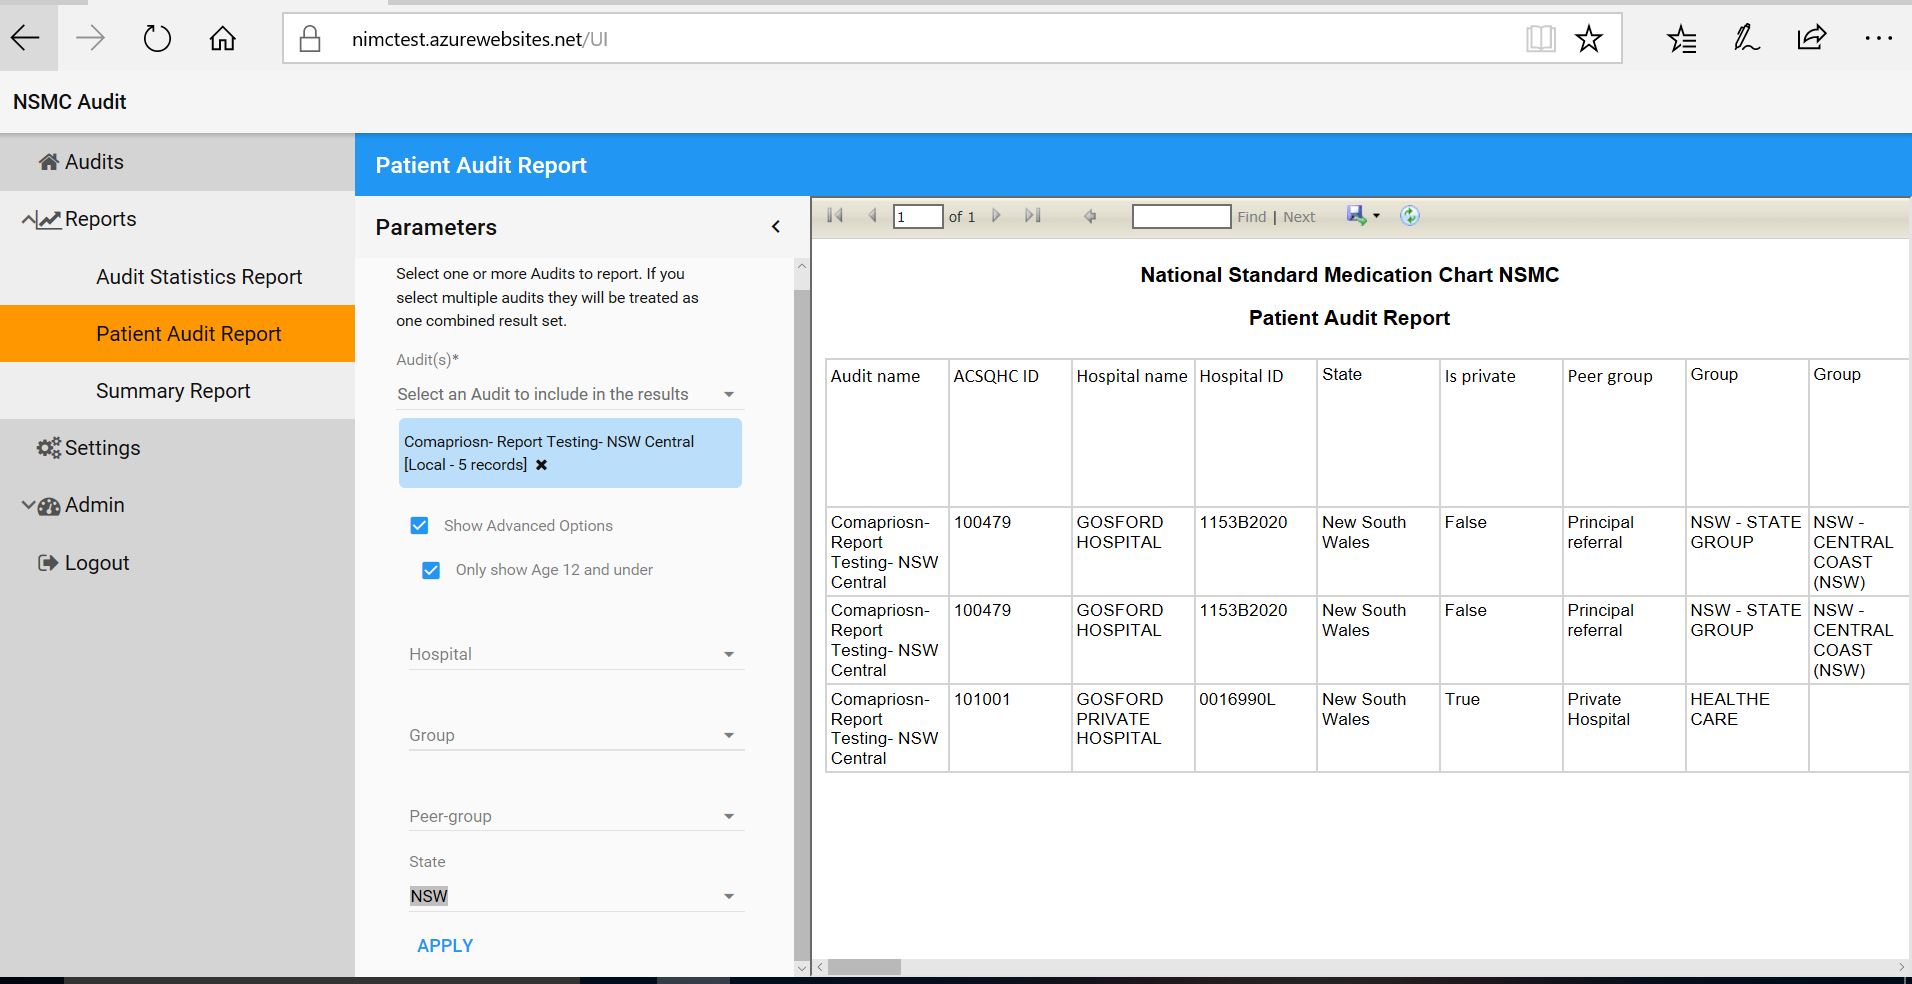 nimctest.azurewebsites.net/UI
NSMC Audit
Audits
Reports
Audit Statistics Report
Patient Audit Report
Summary Report
Settings
Admin
Logout
Patient Audit Report
Parameters
Select one or more Audits to report. If you
select multiple audits they will be treated as
one combined result set.
Audit(s)*
Select an Audit to include in the results
Comapriosn- Report Testing- NSW Central
[Local - 5 records] ✖
Show Advanced Options
Only show Age 12 and under
Hospital
Group
Peer-group
State
NSW
APPLY
1 of 1 Find | Next
National Standard Medication Chart NSMC
Patient Audit Report
Audit name ACSQHC ID Hospital name Hospital ID State Is private Peer group Group Group
Comapriosn- 100479 GOSFORD 1153B2020 New South False Principal NSW - STATE NSW -
Report HOSPITAL Wales referral GROUP CENTRAL
Testing- NSW COAST
Central (NSW)
Comapriosn- 100479 GOSFORD 1153B2020 New South False Principal NSW - STATE NSW -
Report HOSPITAL Wales referral GROUP CENTRAL
Testing- NSW COAST
Central (NSW)
Comapriosn- 101001 GOSFORD 0016990L New South True Private HEALTHE
Report PRIVATE Wales Hospital CARE
Testing- NSW HOSPITAL
Central